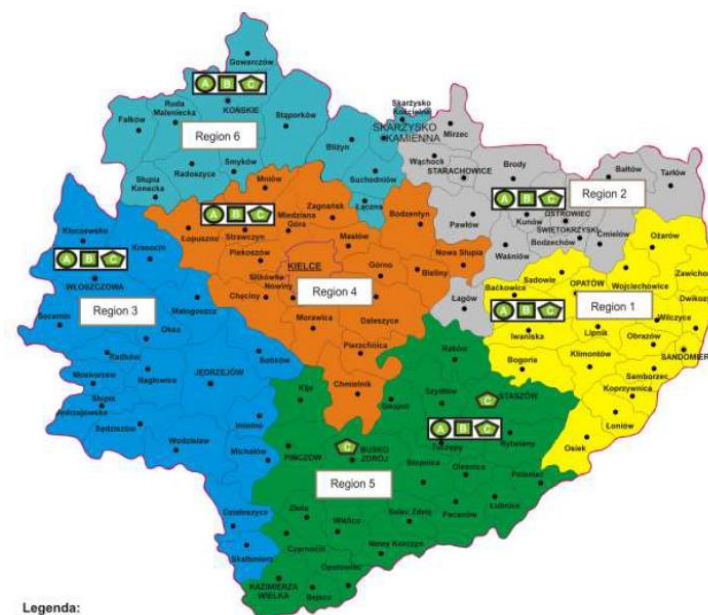 Gowarczów
A B C
Ruda
Maleniecka
KOŃSKIE
Fałków
Stąporków
Region 6
Skarżysko
Kościelne
SKARŻYSKO
KAMIENNA
Mirzec
Bliżyn
Radoszyce
Smyków
Wąchock
STARACHOWICE
Brody
Bałtów
Tarłów
Słupia
Konecka
Mniów
Suchedniów
Region 2
A B C
Łączna
Zagnańsk
A B C
Miedziana
Góra
Bodzentyn
Pawłów
Kunów
OSTROWIEC
ŚWIĘTOKRZYSKI
Łopuszno
Strawczyn
Bodzechów
Ćmielów
Ożarów
Kluczewsko
Krasocin
Masłów
Nowa Słupia
Waśniów
A B C
Piekoszów
KIELCE
Bieliny
Sadowie
Wojciechowice
Zawichost
Sitkówka
Nowiny
Górno
Baćkowice
OPATÓW
WŁOSZCZOWA
Chęciny
Region 4
Łagów
A B C
Region 1
Dwikozy
Region 3
Małogoszcz
Morawica
Daleszyce
Iwaniska
Lipnik
Wilczyce
Secemin
Oksa
Obrazów
SANDOMIERZ
Pierzchnica
Raków
Bogoria
Klimontów
Radków
Samborzec
Moskorzew
Nagłowice
JĘDRZEJÓW
Sobków
Chmielnik
Szydłów
C
STASZÓW
Koprzywnica
Słupia
Jędrzejowska
Kije
Gnojno
Łoniów
Sędziszów
Imielno
A B C
Tuczępy
Rytwiany
Osiek
Wodzisław
Michałów
PIŃCZÓW
C
BUSKO
ZDRÓJ
Stopnica
Oleśnica
Połaniec
Region 5
Działoszyce
Złota
Wiślica
Solec Zdrój
Pacanów
Łubnice
Skalbmierz
Czarnocin
Nowy Korczyn
Opatowiec
KAZIMIERZA
WIELKA
Bejsce
Legenda: